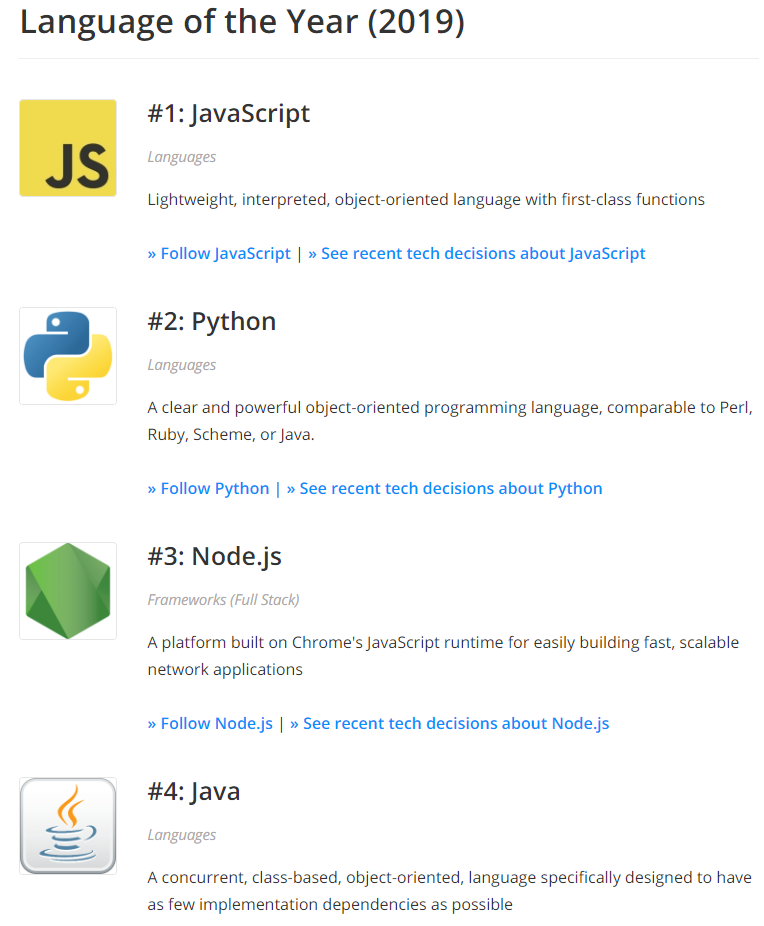 Language of the Year (2019)
JS
#1: JavaScript
Languages
Lightweight, interpreted, object-oriented language with first-class functions
» Follow JavaScript | » See recent tech decisions about JavaScript
#2: Python
Languages
A clear and powerful object-oriented programming language, comparable to Perl,
Ruby, Scheme, or Java.
» Follow Python | » See recent tech decisions about Python
#3: Node.js
Frameworks (Full Stack)
A platform built on Chrome's JavaScript runtime for easily building fast, scalable
network applications
» Follow Node.js | » See recent tech decisions about Node.js
#4: Java
Languages
A concurrent, class-based, object-oriented, language specifically designed to have
as few implementation dependencies as possible